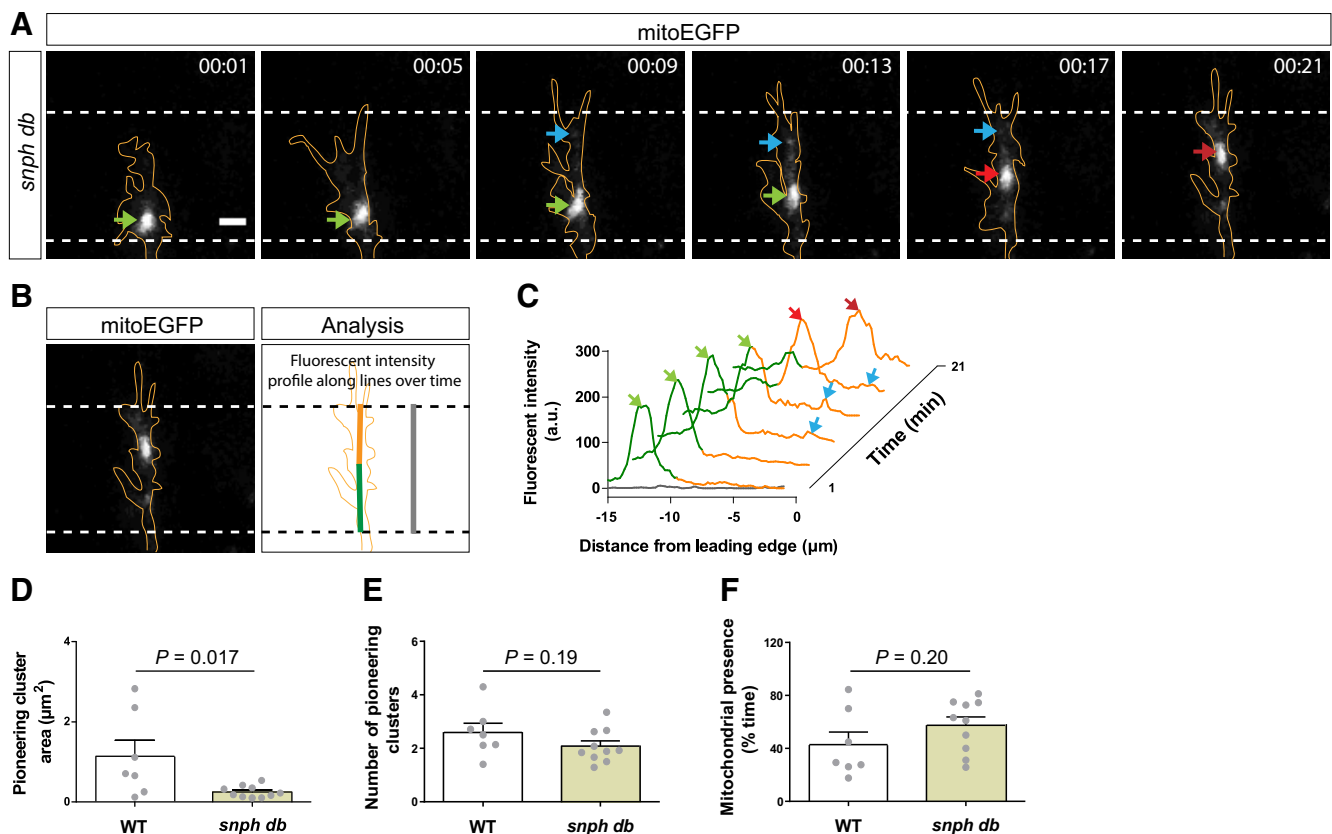 A
mitoEGFP
snph db
00:01
00:05
00:09
00:13
00:17
00:21
B
mitoEGFP
Analysis
Fluorescent intensity
profile along lines over time
C
Fluorescent intensity
(a.u.)
300
200
100
0
-15
-10
-5
0
Distance from leading edge (µm)
1
21
Time (min)
D
Pioneering cluster
area (µm²)
4
2
0
P = 0.017
WT
snph db
E
Number of pioneering
clusters
6
4
2
0
P = 0.19
WT
snph db
F
Mitochondrial presence
(% time)
120
80
40
0
P = 0.20
WT
snph db